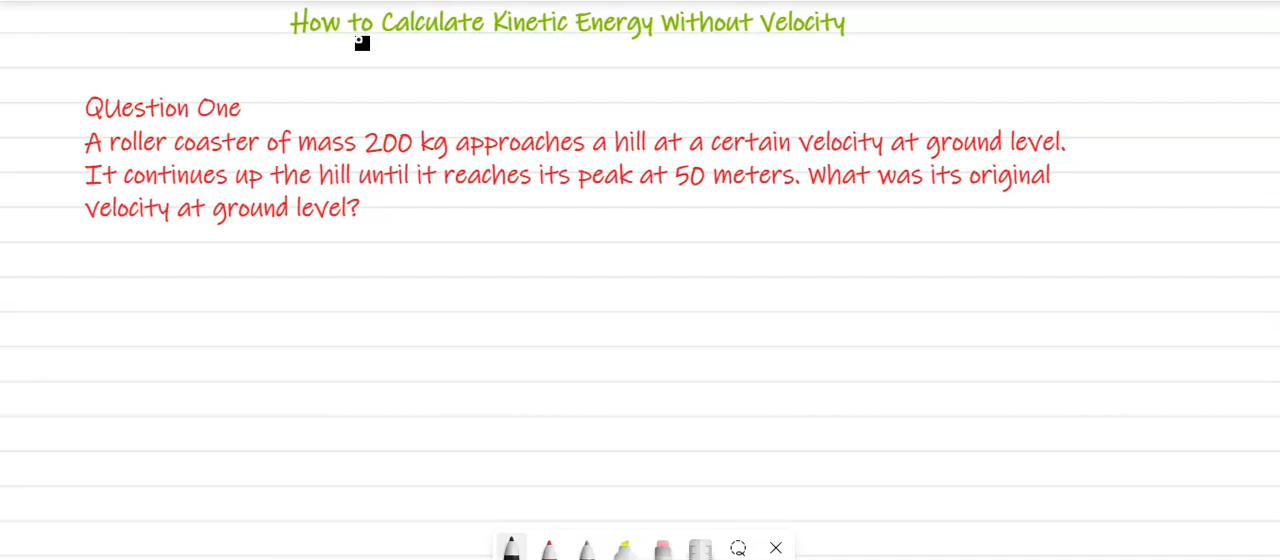 How to Calculate Kinetic Energy Without Velocity
QUestion One
A roller coaster of mass 200 kg approaches a hill at a certain velocity at ground level.
It continues up the hill until it reaches its peak at 50 meters. What was its original
velocity at ground level?